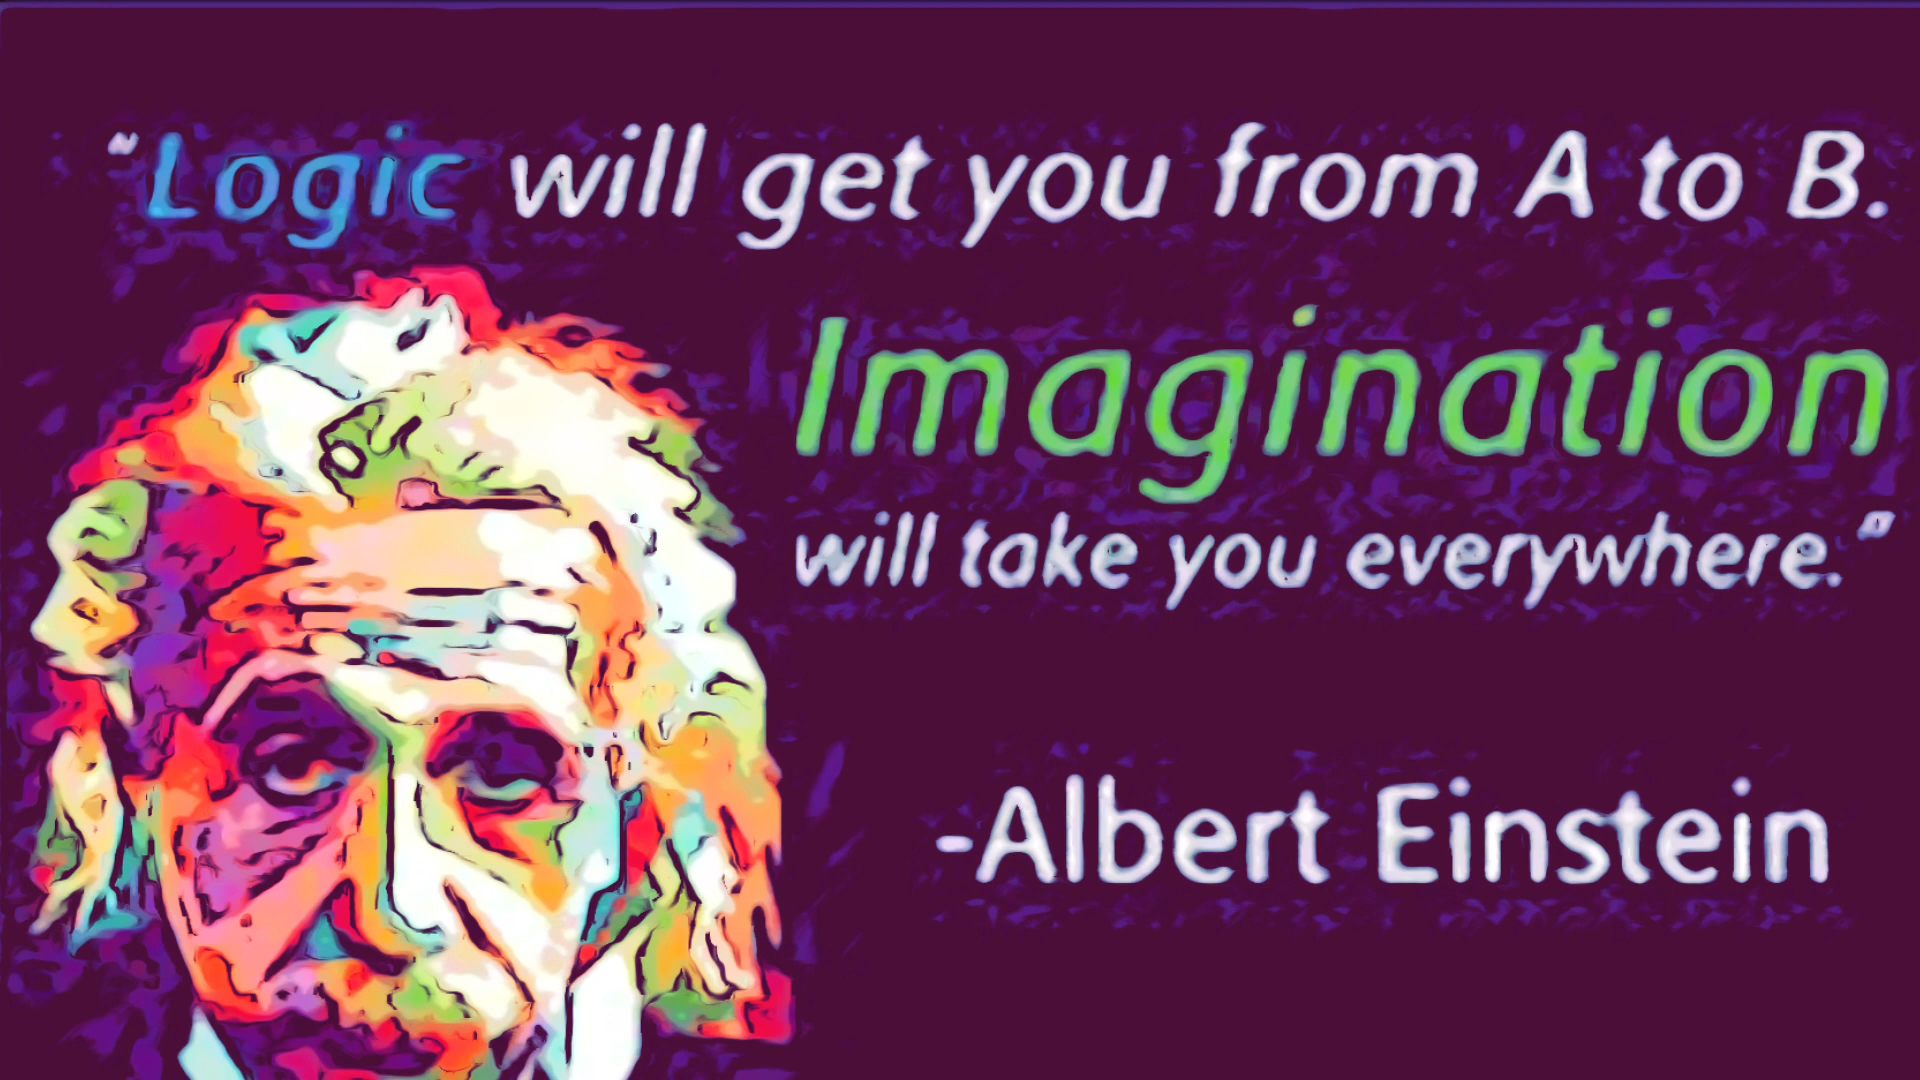 “Logic will get you from A to B.
Imagination
will take you everywhere.”
-Albert Einstein